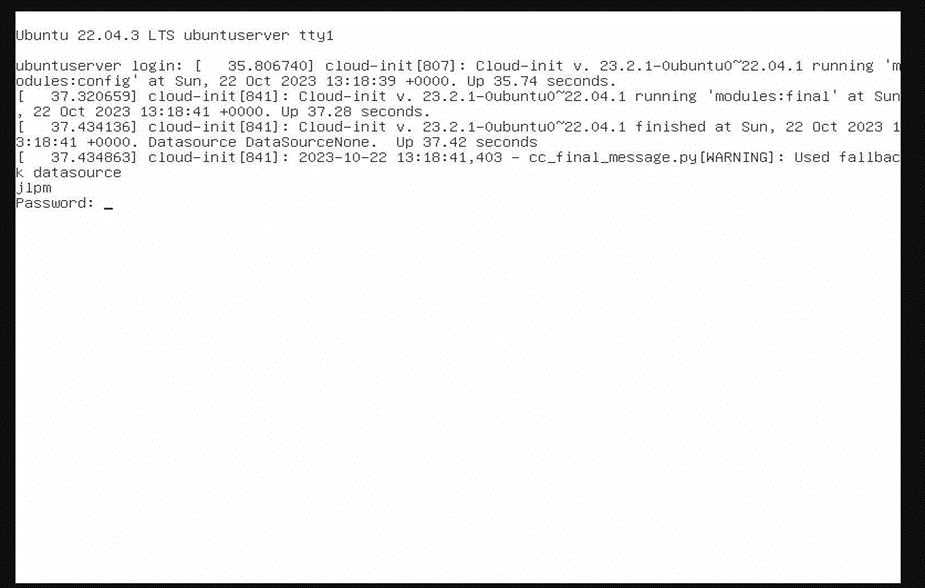 Ubuntu 22.04.3 LTS ubuntuserver tty1
ubuntuserver login: [   35.806740] cloud-init[807]: Cloud-init v. 23.2.1-0ubuntu0~22.04.1 running 'm
odules:config' at Sun, 22 Oct 2023 13:18:39 +0000. Up 35.74 seconds.
[   37.320659] cloud-init[841]: Cloud-init v. 23.2.1-0ubuntu0~22.04.1 running 'modules:final' at Sun
, 22 Oct 2023 13:18:41 +0000. Up 37.28 seconds.
[   37.434136] cloud-init[841]: Cloud-init v. 23.2.1-0ubuntu0~22.04.1 finished at Sun, 22 Oct 2023 1
3:18:41 +0000. Datasource DataSourceNone.  Up 37.42 seconds
[   37.434863] cloud-init[841]: 2023-10-22 13:18:41,403 - cc_final_message.py[WARNING]: Used fallbac
k datasource
jlpm
Password: _